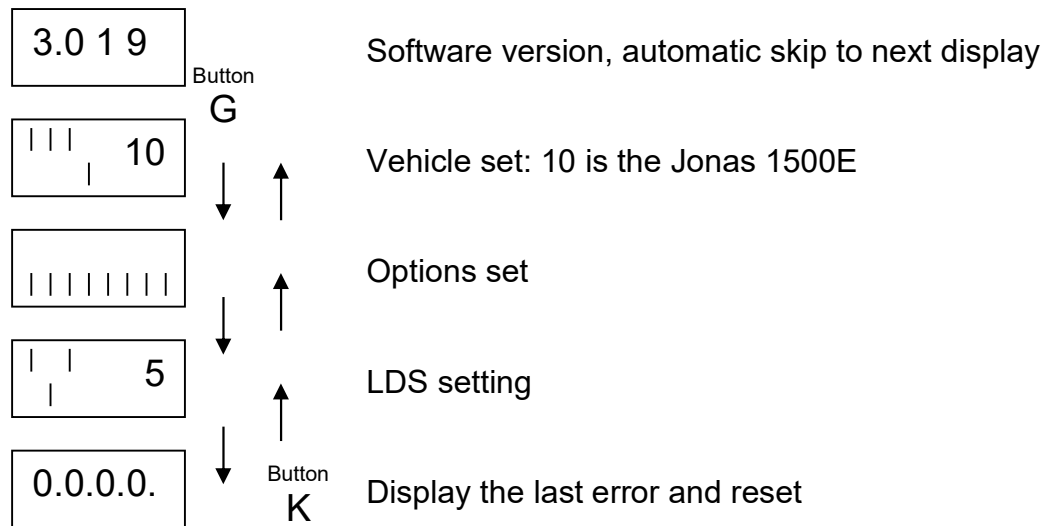 3.0 1 9
Software version, automatic skip to next display
Button
G
10
Vehicle set: 10 is the Jonas 1500E
Options set
5
LDS setting
0.0.0.0.
Button
K
Display the last error and reset